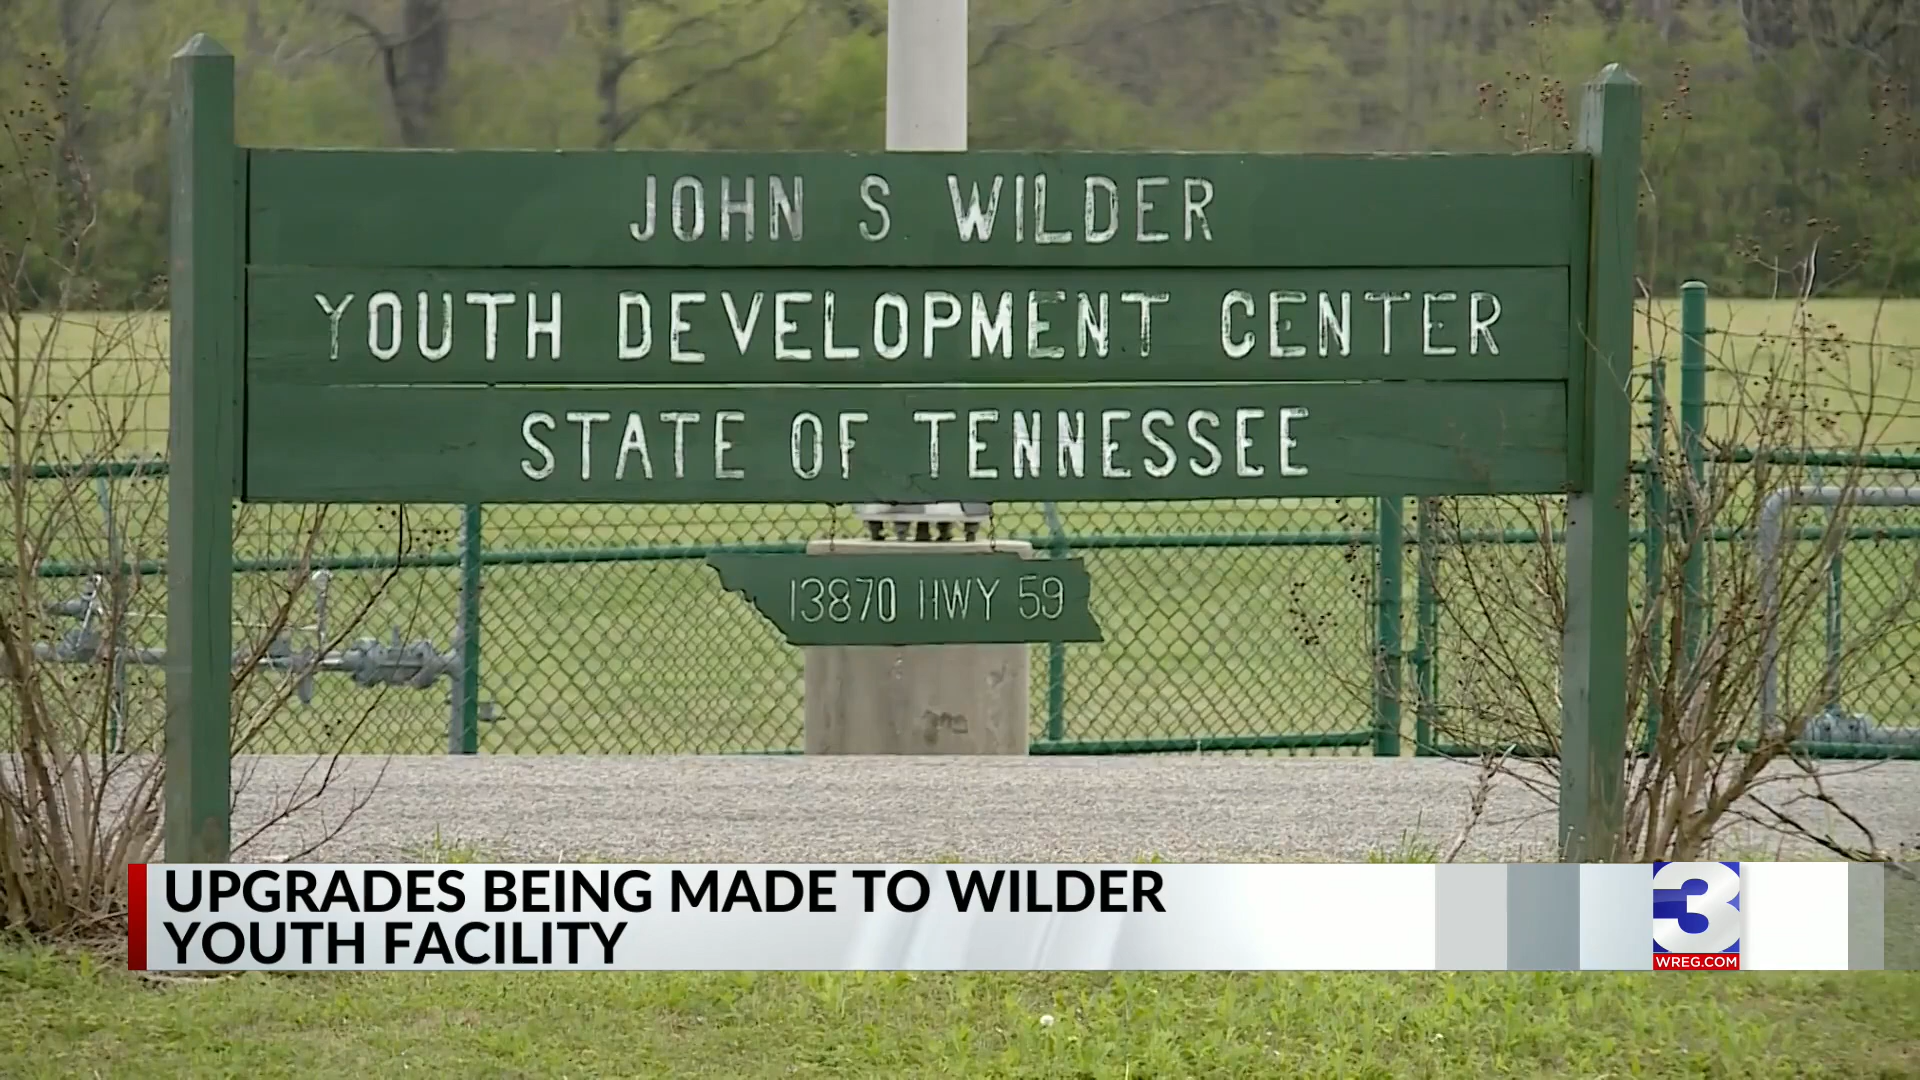 JOHN S WILDER
YOUTH DEVELOPMENT CENTER
STATE OF TENNESSEE
13870 HWY 59
UPGRADES BEING MADE TO WILDER
YOUTH FACILITY
3
WREG.COM